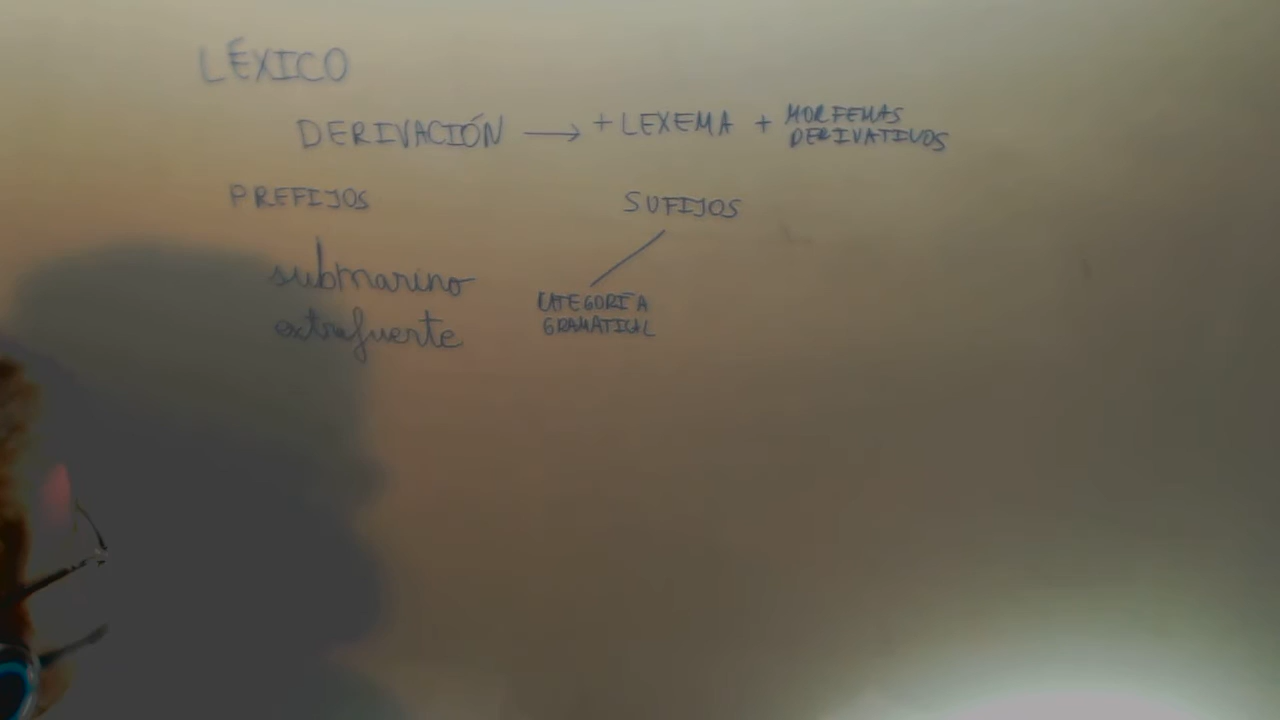 LÉXICO
DERIVACIÓN → + LEXEMA + MORFEMAS
DERIVATIVOS
PREFIJOS
SUFIJOS
submarino
extrafuerte
CATEGORÍA
GRAMATICAL